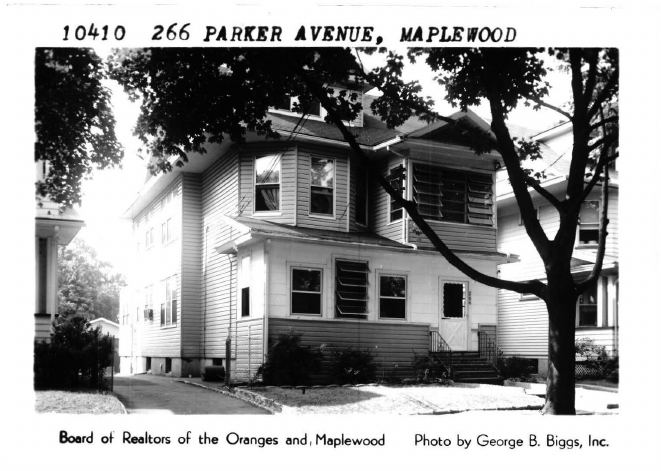 10410 266 PARKER AVENUE, MAPLEWOOD
Board of Realtors of the Oranges and, Maplewood Photo by George B. Biggs, Inc.